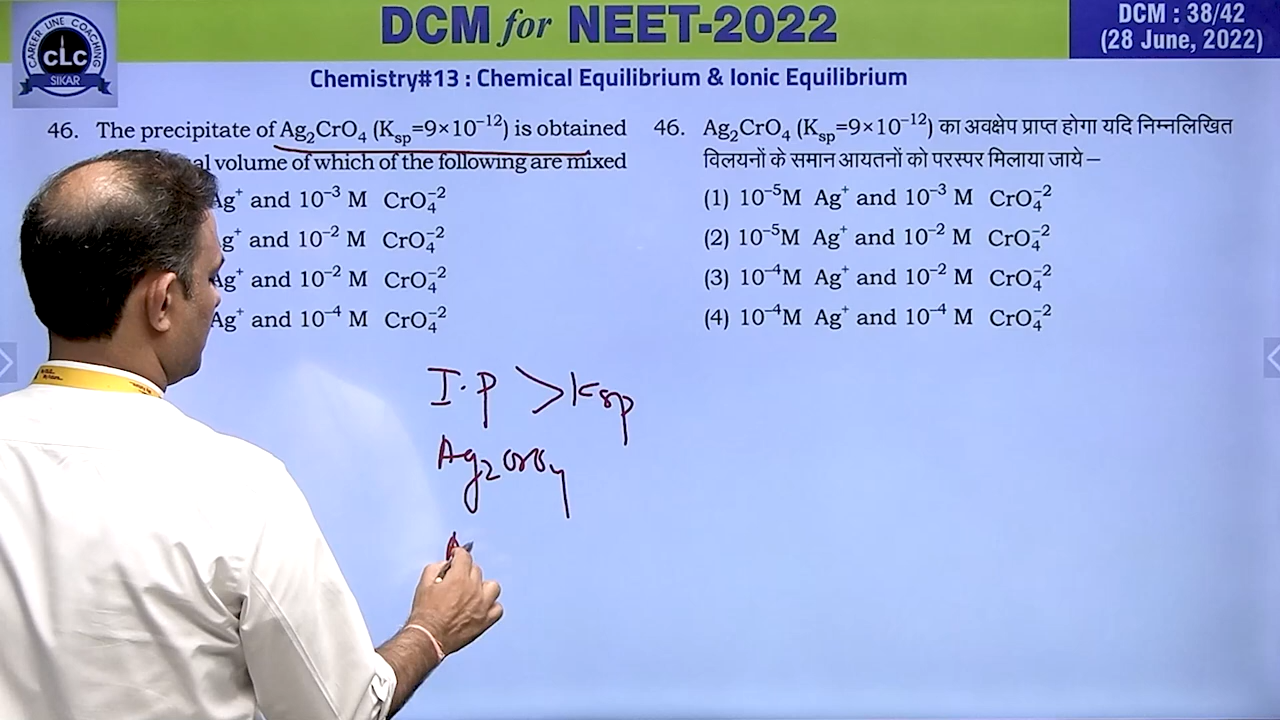 DCM for NEET-2022
DCM : 38/42
(28 June, 2022)
CAREER LINE COACHING
CLC
SIKAR
Chemistry#13 : Chemical Equilibrium & Ionic Equilibrium
46. The precipitate of Ag₂CrO₄ (Kₛₚ=9×10⁻¹²) is obtained
volume of which of the following are mixed
Ag⁺ and 10⁻³ M CrO₄⁻²
g⁺ and 10⁻² M CrO₄⁻²
Ag⁺ and 10⁻² M CrO₄⁻²
Ag⁺ and 10⁻⁴ M CrO₄⁻²
46. Ag₂CrO₄ (Kₛₚ=9×10⁻¹²) का अवक्षेप प्राप्त होगा यदि निम्नलिखित
विलयनों के समान आयतनों को परस्पर मिलाया जाये –
(1) 10⁻⁵M Ag⁺ and 10⁻³ M CrO₄⁻²
(2) 10⁻⁵M Ag⁺ and 10⁻² M CrO₄⁻²
(3) 10⁻⁴M Ag⁺ and 10⁻² M CrO₄⁻²
(4) 10⁻⁴M Ag⁺ and 10⁻⁴ M CrO₄⁻²
I.P > Ksp
Ag₂CrO₄